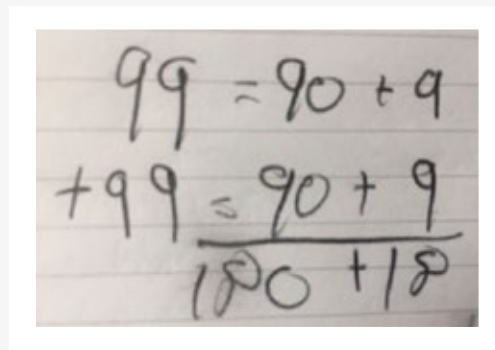 99 = 90 + 9
+99 = 90 + 9
180 + 18